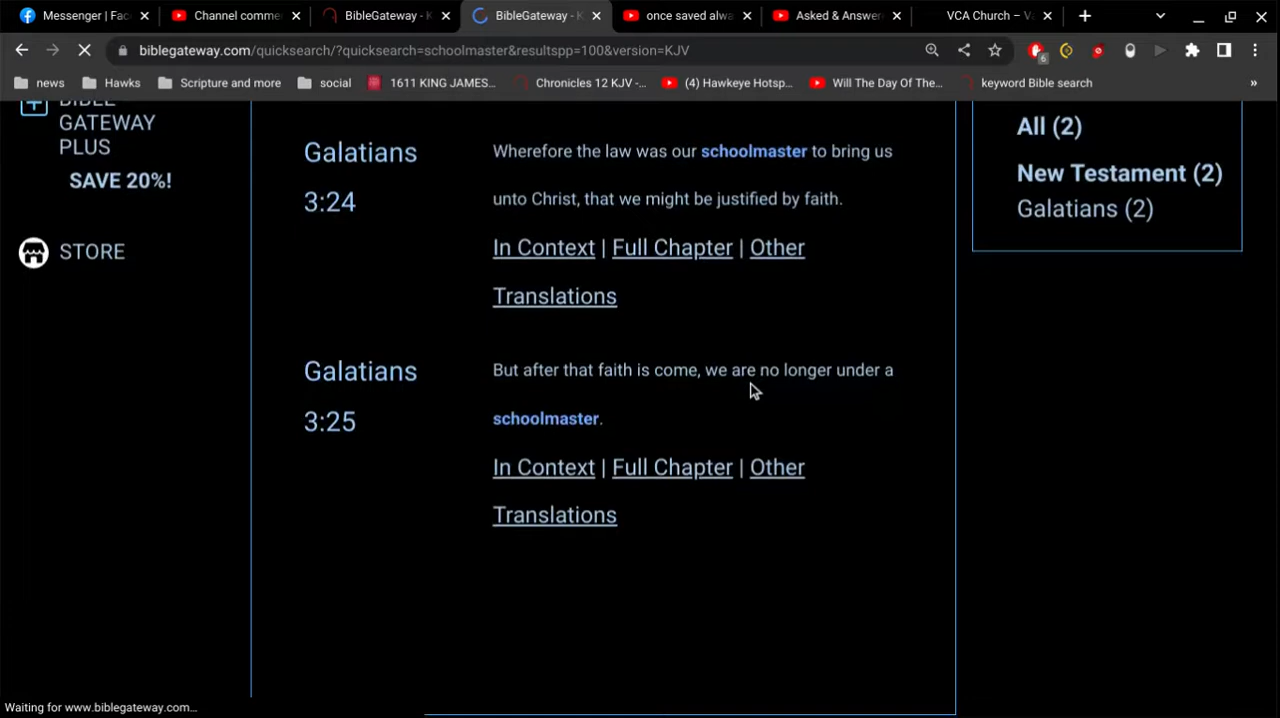 Messenger | Fac
Channel comme
BibleGateway - K
BibleGateway - K
once saved alwa
Asked & Answere
VCA Church – Va
biblegateway.com/quicksearch/?quicksearch=schoolmaster&resultspp=100&version=KJV
6
news
Hawks
Scripture and more
social
1611 KING JAMES...
Chronicles 12 KJV -...
(4) Hawkeye Hotsp...
Will The Day Of The...
keyword Bible search
»
BIBLE
GATEWAY
PLUS
SAVE 20%!
STORE
Galatians
3:24
Wherefore the law was our schoolmaster to bring us
unto Christ, that we might be justified by faith.
In Context | Full Chapter | Other
Translations
Galatians
3:25
But after that faith is come, we are no longer under a
schoolmaster.
In Context | Full Chapter | Other
Translations
All (2)
New Testament (2)
Galatians (2)
Waiting for www.biblegateway.com...